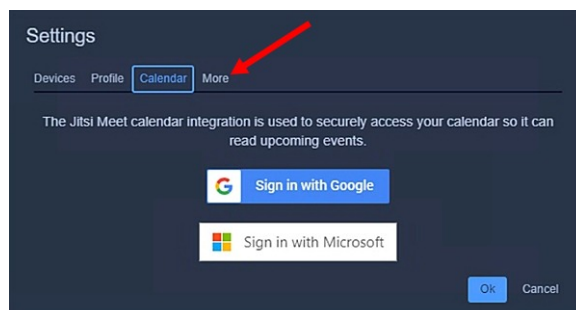 Settings
Devices Profile Calendar More
The Jitsi Meet calendar integration is used to securely access your calendar so it can
read upcoming events.
Sign in with Google
Sign in with Microsoft
Ok Cancel